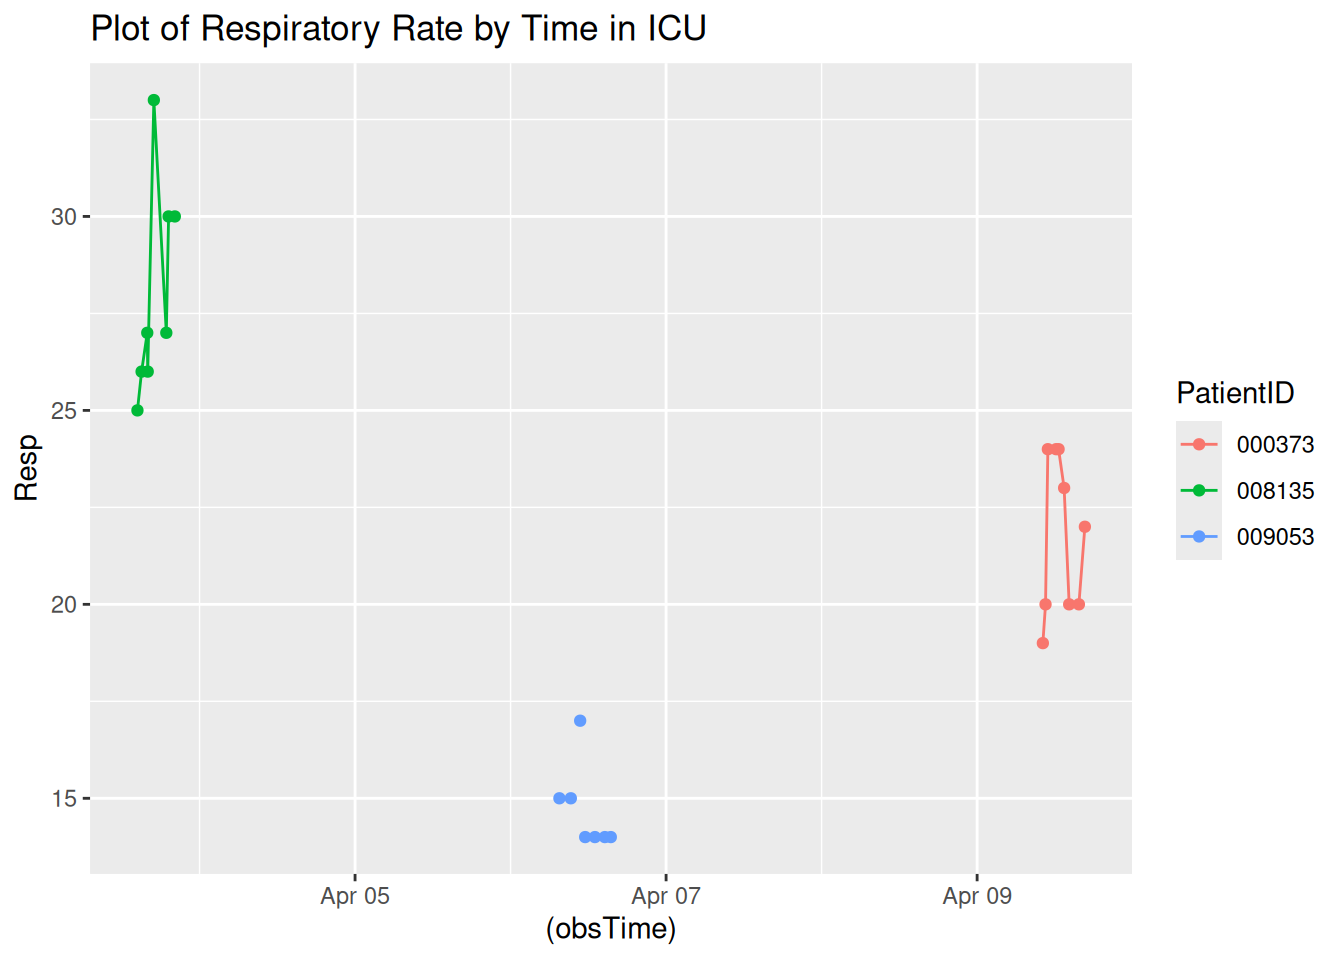 Plot of Respiratory Rate by Time in ICU
30
25
20
15
Resp
Apr 05
Apr 07
Apr 09
(obsTime)
PatientID
000373
008135
009053